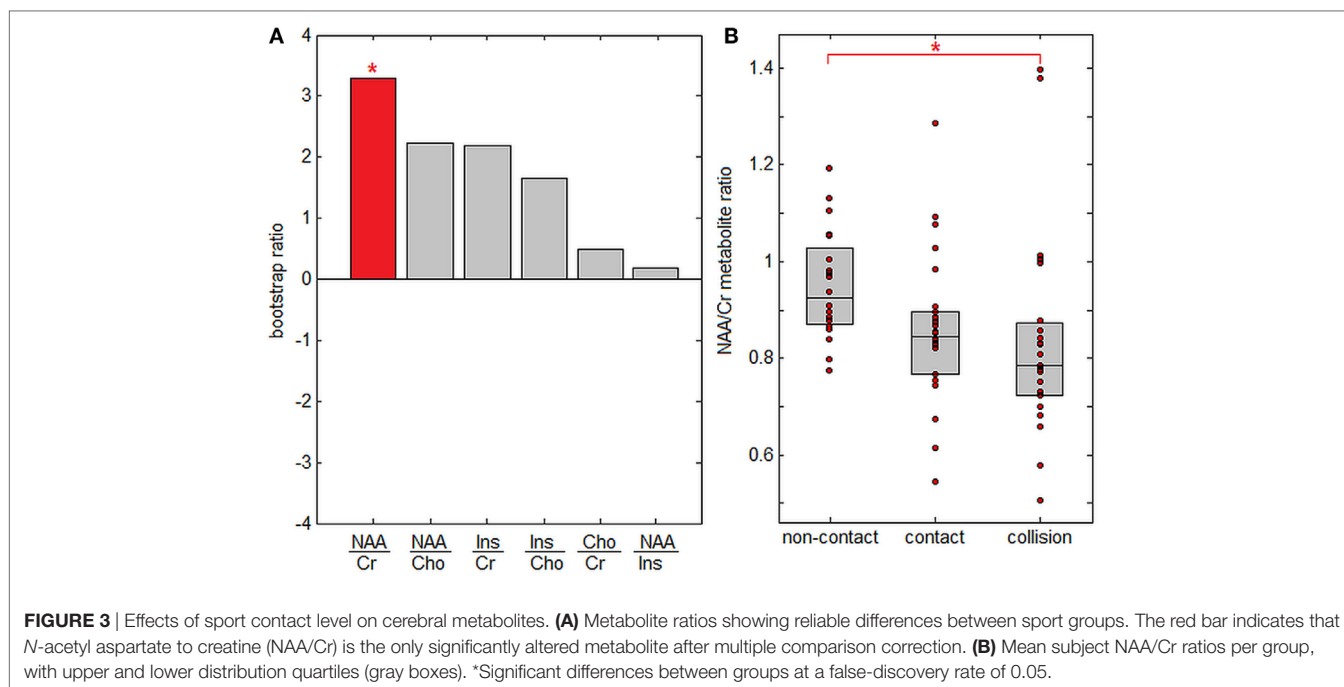 A
*
4
3
2
1
0
-1
-2
-3
-4
bootstrap ratio
NAA NAA Ins Ins Cho NAA
Cr Cho Cr Cho Cr Ins
B
*
1.4
1.2
1
0.8
0.6
NAA/Cr metabolite ratio
non-contact contact collision
FIGURE 3 | Effects of sport contact level on cerebral metabolites. (A) Metabolite ratios showing reliable differences between sport groups. The red bar indicates that
N-acetyl aspartate to creatine (NAA/Cr) is the only significantly altered metabolite after multiple comparison correction. (B) Mean subject NAA/Cr ratios per group,
with upper and lower distribution quartiles (gray boxes). *Significant differences between groups at a false-discovery rate of 0.05.